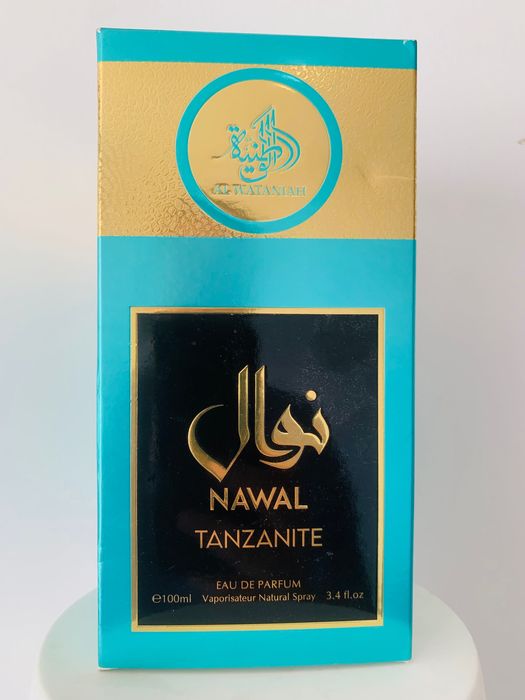 الوطنية
AL WATANIAH
نوال
NAWAL
TANZANITE
EAU DE PARFUM
℮100ml Vaporisateur Natural Spray 3.4 fl.oz